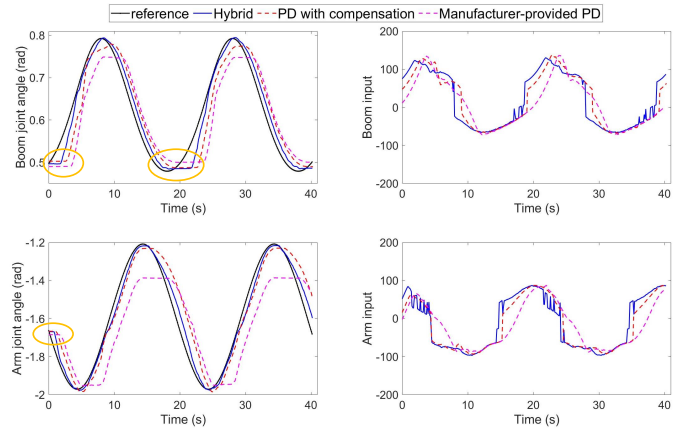 reference Hybrid PD with compensation Manufacturer-provided PD
Boom joint angle (rad)
0.8
0.7
0.6
0.5
0 10 20 30 40
Time (s)
Boom input
200
100
0
-100
-200
0 10 20 30 40
Time (s)
Arm joint angle (rad)
-1.2
-1.4
-1.6
-1.8
-2
0 10 20 30 40
Time (s)
Arm input
200
100
0
-100
-200
0 10 20 30 40
Time (s)